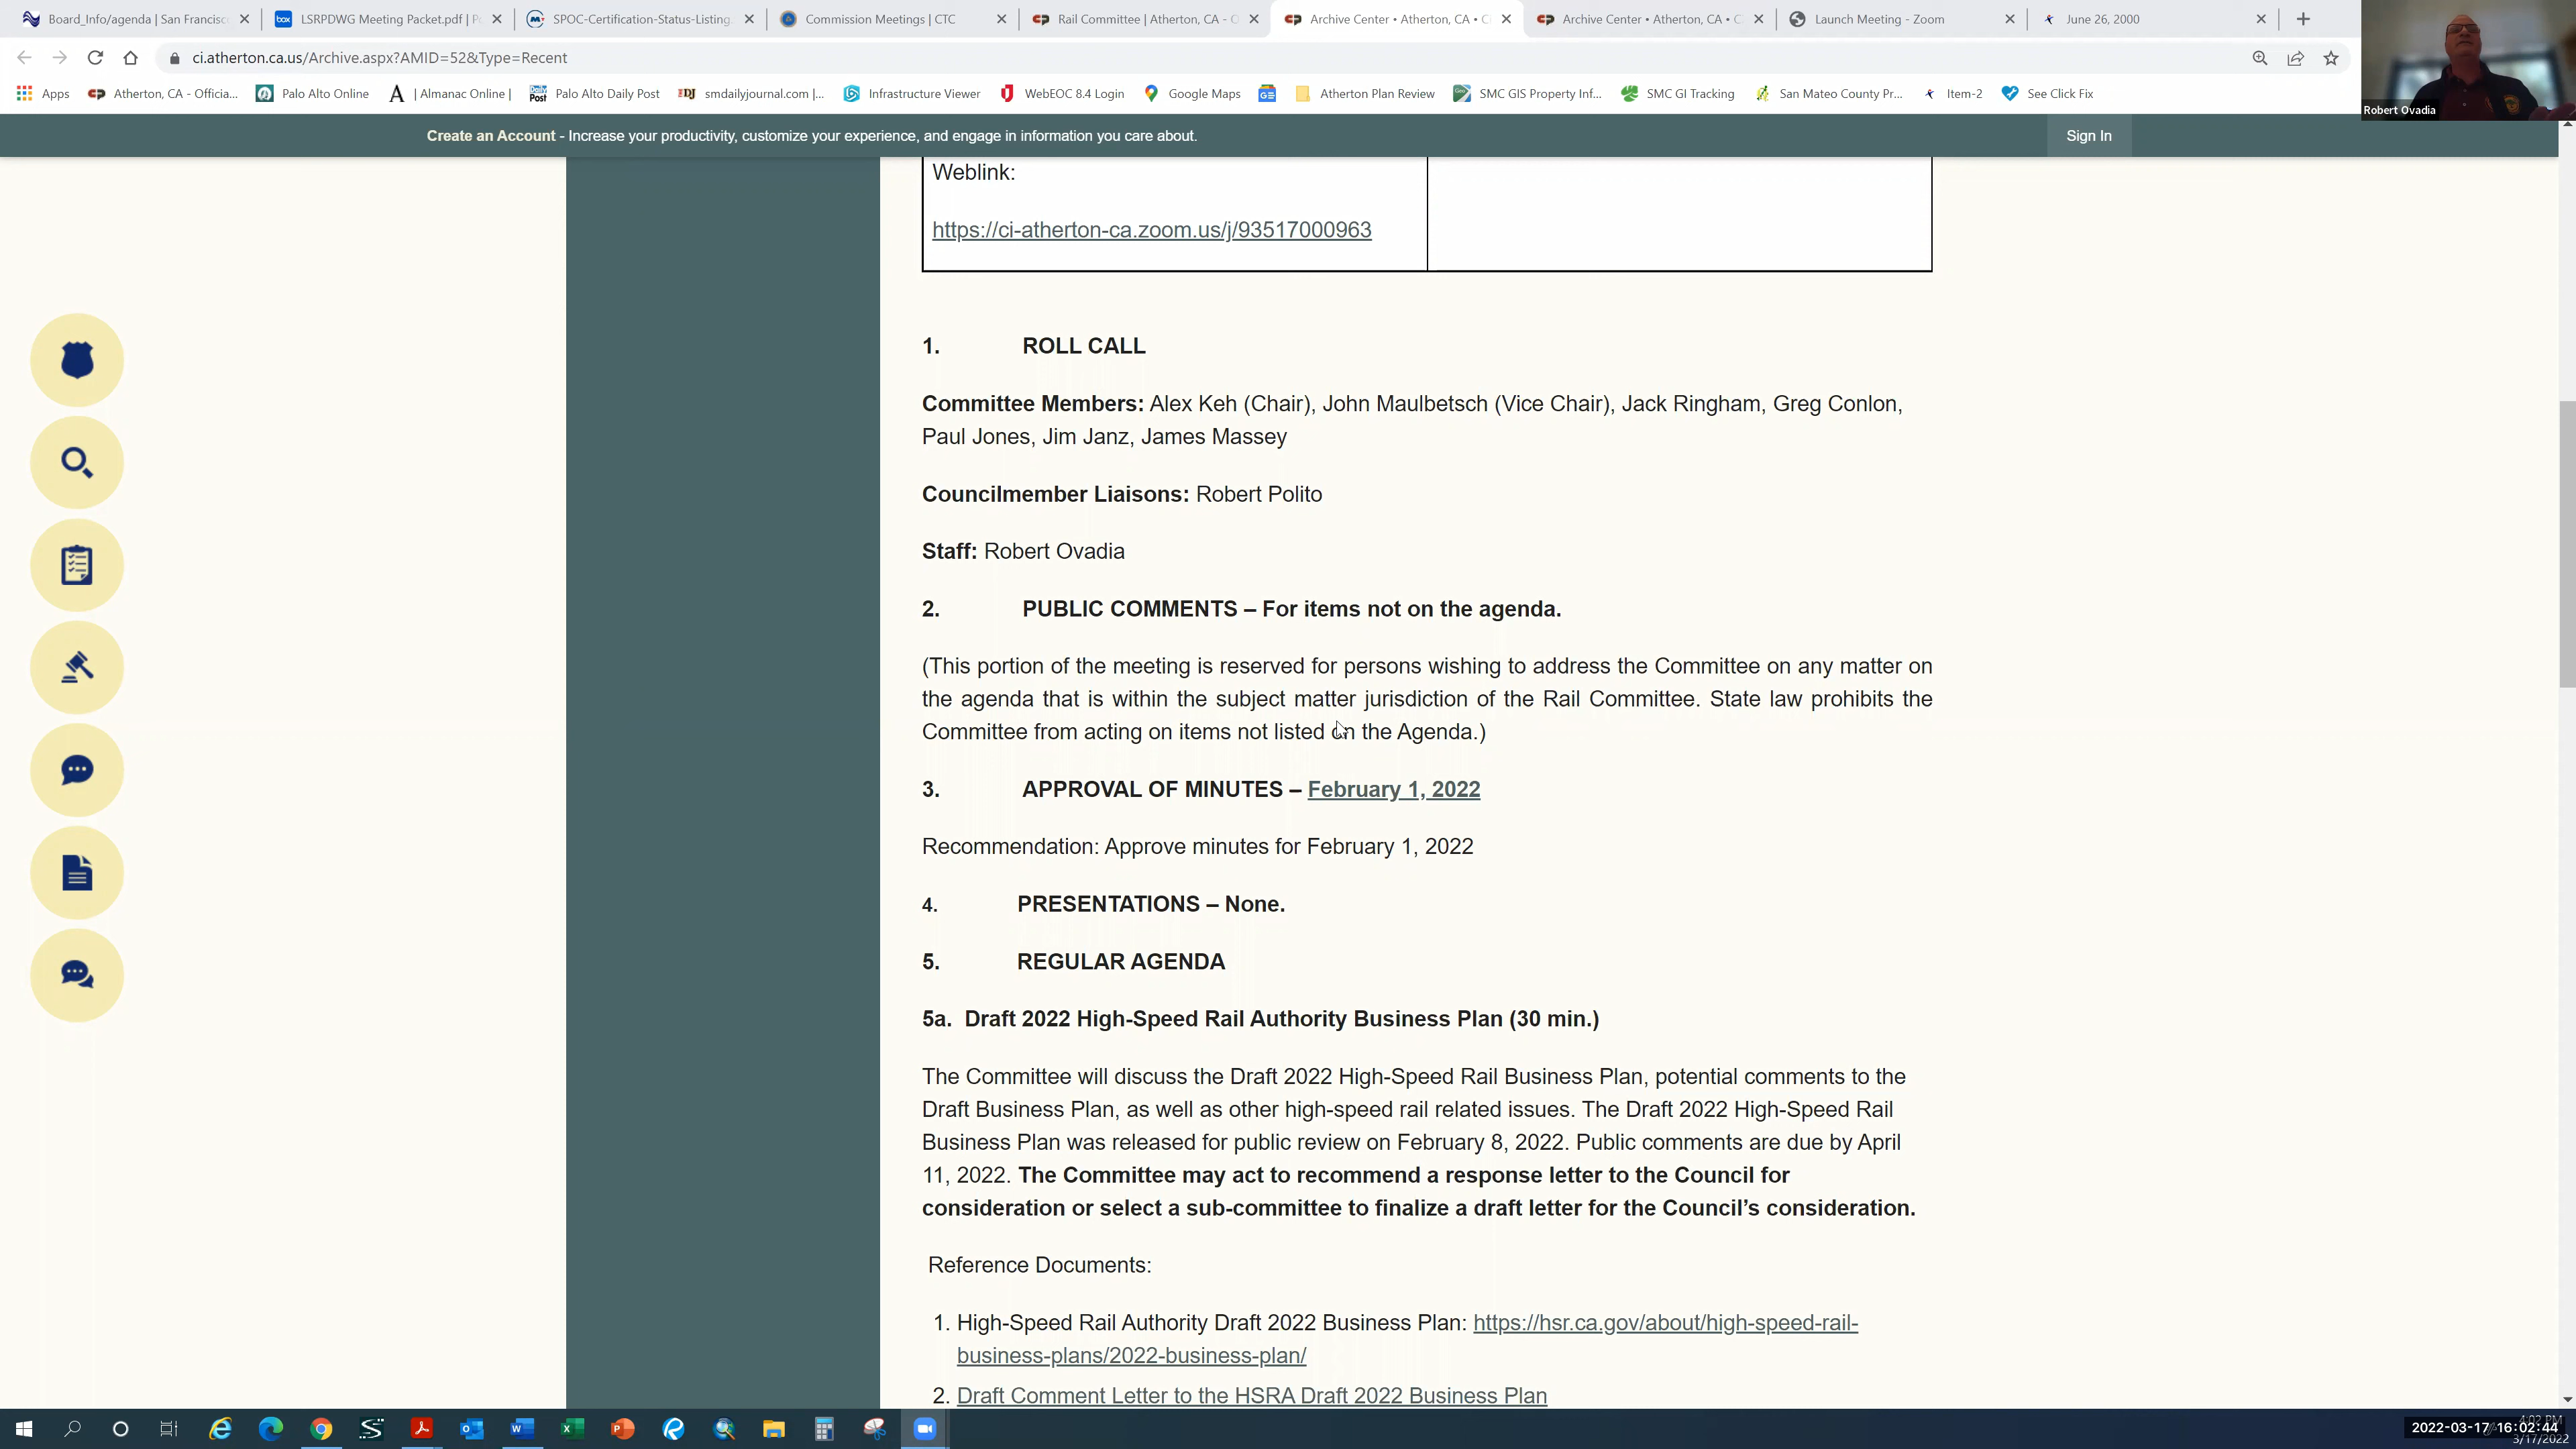 Board_Info/agenda | San Francisc
LSRPDWG Meeting Packet.pdf | P
SPOC-Certification-Status-Listing.
Commission Meetings | CTC
Rail Committee | Atherton, CA - O
Archive Center • Atherton, CA • C
Archive Center • Atherton, CA • C
Launch Meeting - Zoom
June 26, 2000
ci.atherton.ca.us/Archive.aspx?AMID=52&Type=Recent
Apps
Atherton, CA - Officia...
Palo Alto Online
| Almanac Online |
Palo Alto Daily Post
smdailyjournal.com |...
Infrastructure Viewer
WebEOC 8.4 Login
Google Maps
Atherton Plan Review
SMC GIS Property Inf...
SMC GI Tracking
San Mateo County Pr...
Item-2
See Click Fix
Robert Ovadia
Create an Account - Increase your productivity, customize your experience, and engage in information you care about.
Sign In
Weblink:
https://ci-atherton-ca.zoom.us/j/93517000963
1. ROLL CALL
Committee Members: Alex Keh (Chair), John Maulbetsch (Vice Chair), Jack Ringham, Greg Conlon,
Paul Jones, Jim Janz, James Massey
Councilmember Liaisons: Robert Polito
Staff: Robert Ovadia
2. PUBLIC COMMENTS – For items not on the agenda.
(This portion of the meeting is reserved for persons wishing to address the Committee on any matter on
the agenda that is within the subject matter jurisdiction of the Rail Committee. State law prohibits the
Committee from acting on items not listed on the Agenda.)
3. APPROVAL OF MINUTES – February 1, 2022
Recommendation: Approve minutes for February 1, 2022
4. PRESENTATIONS – None.
5. REGULAR AGENDA
5a. Draft 2022 High-Speed Rail Authority Business Plan (30 min.)
The Committee will discuss the Draft 2022 High-Speed Rail Business Plan, potential comments to the
Draft Business Plan, as well as other high-speed rail related issues. The Draft 2022 High-Speed Rail
Business Plan was released for public review on February 8, 2022. Public comments are due by April
11, 2022. The Committee may act to recommend a response letter to the Council for
consideration or select a sub-committee to finalize a draft letter for the Council’s consideration.
Reference Documents:
1. High-Speed Rail Authority Draft 2022 Business Plan: https://hsr.ca.gov/about/high-speed-rail-
business-plans/2022-business-plan/
2. Draft Comment Letter to the HSRA Draft 2022 Business Plan
4:02 PM
2022-03-17 16:02:44
3/17/2022